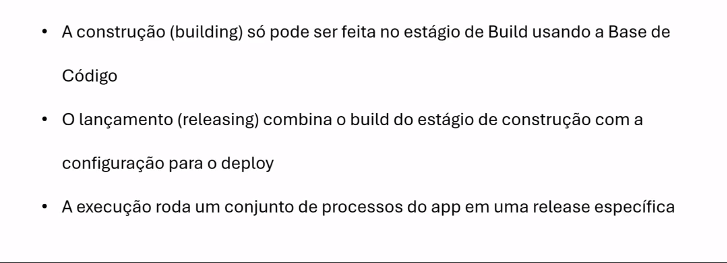 • A construção (building) só pode ser feita no estágio de Build usando a Base de
Código
• O lançamento (releasing) combina o build do estágio de construção com a
configuração para o deploy
• A execução roda um conjunto de processos do app em uma release específica